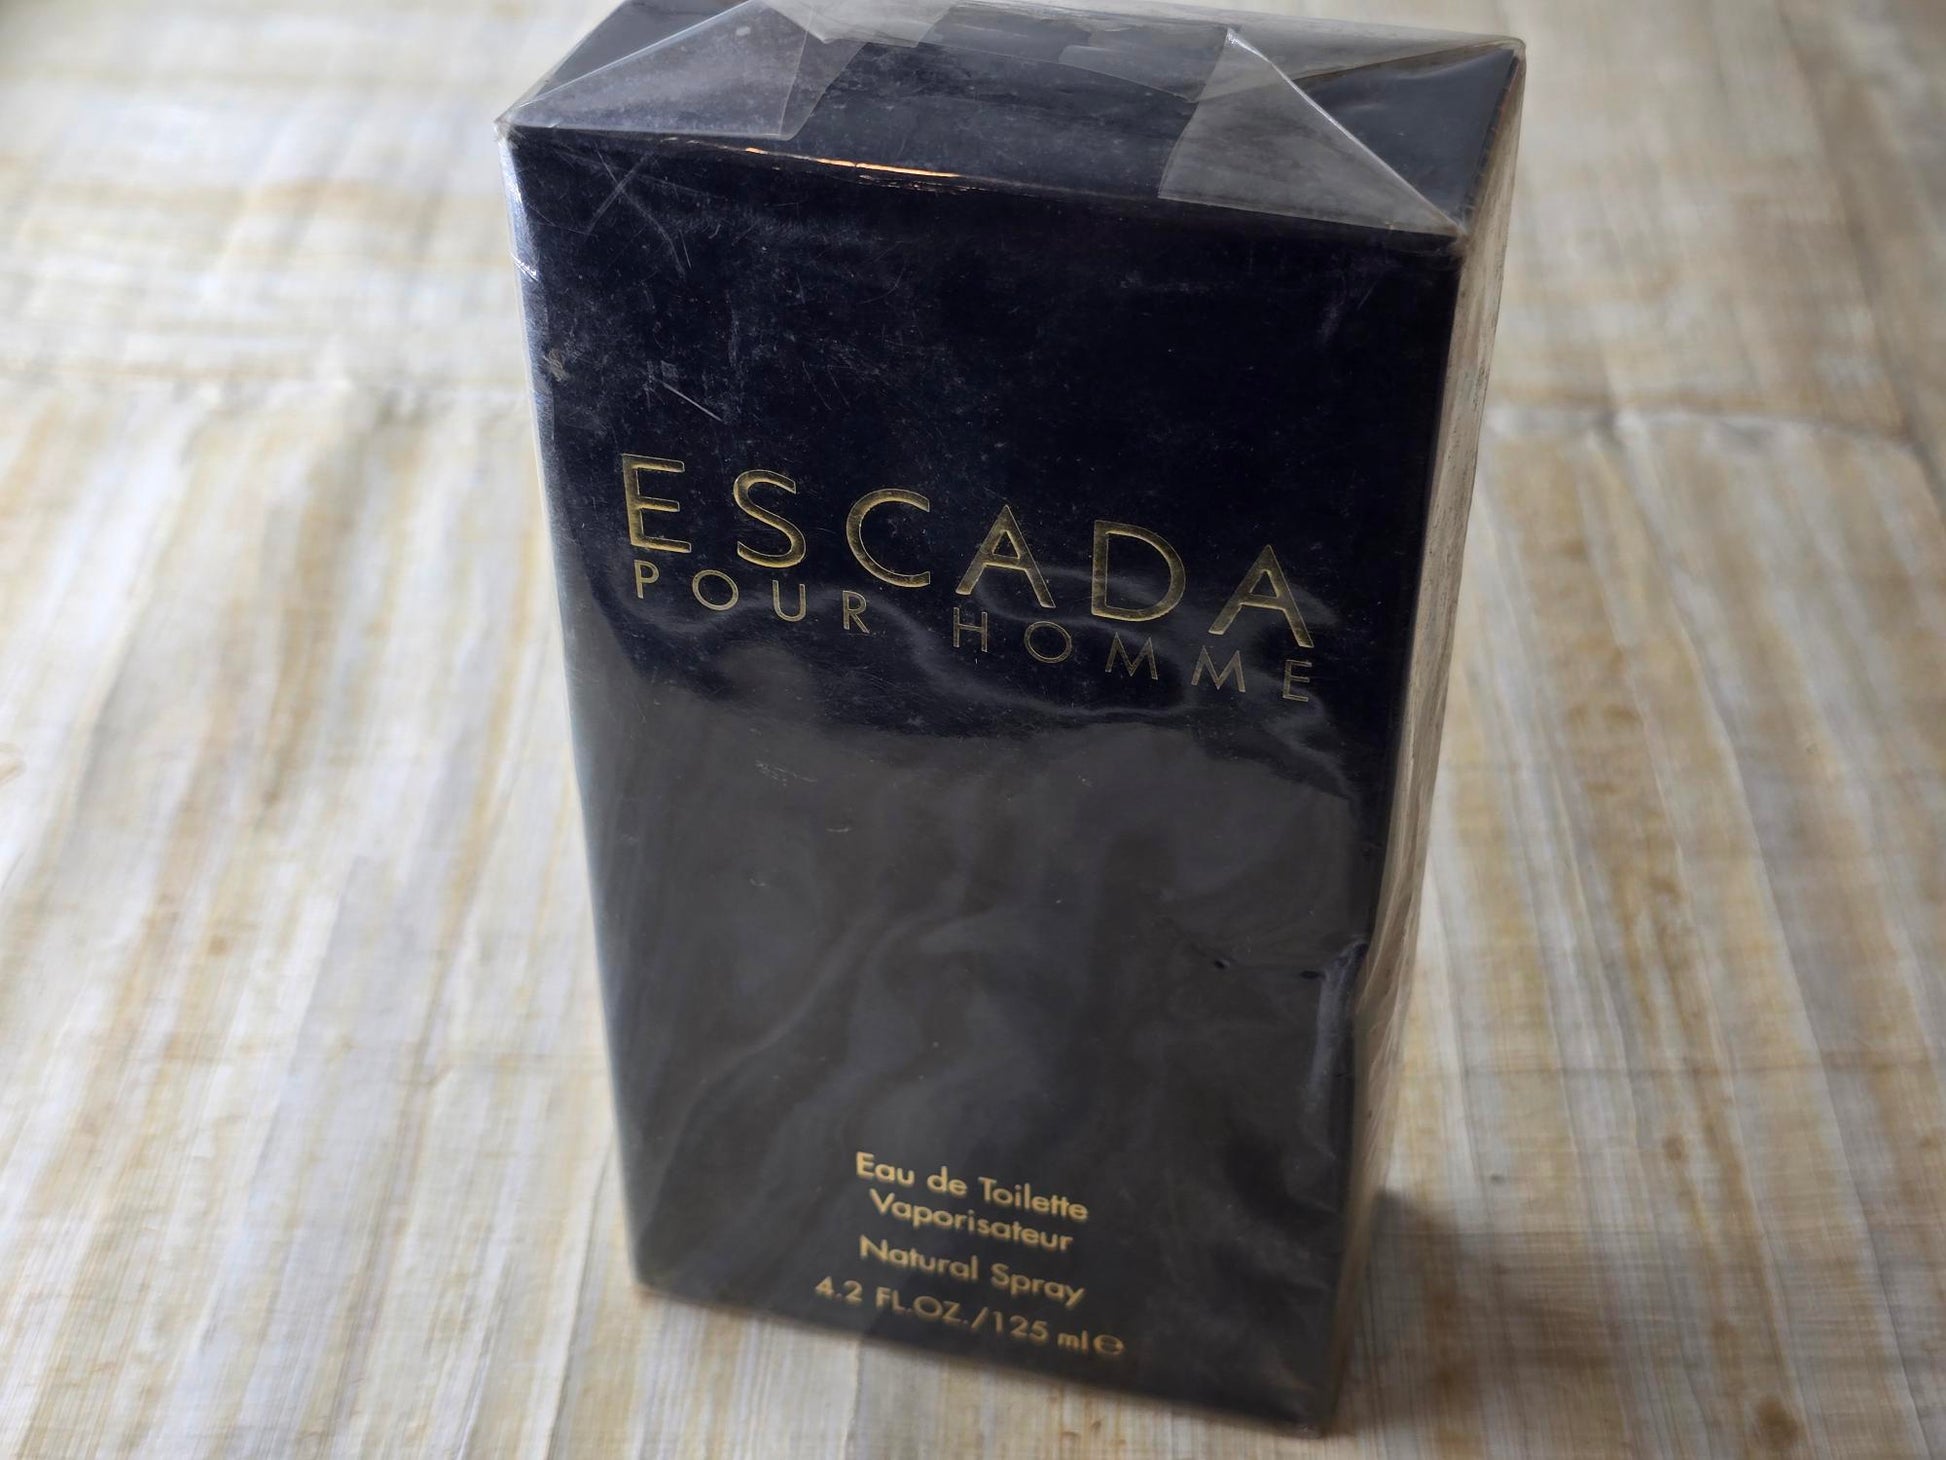 ESCADA
POUR HOMME
Eau de Toilette
Vaporisateur
Natural Spray
4.2 FL.OZ./125 ml ℮